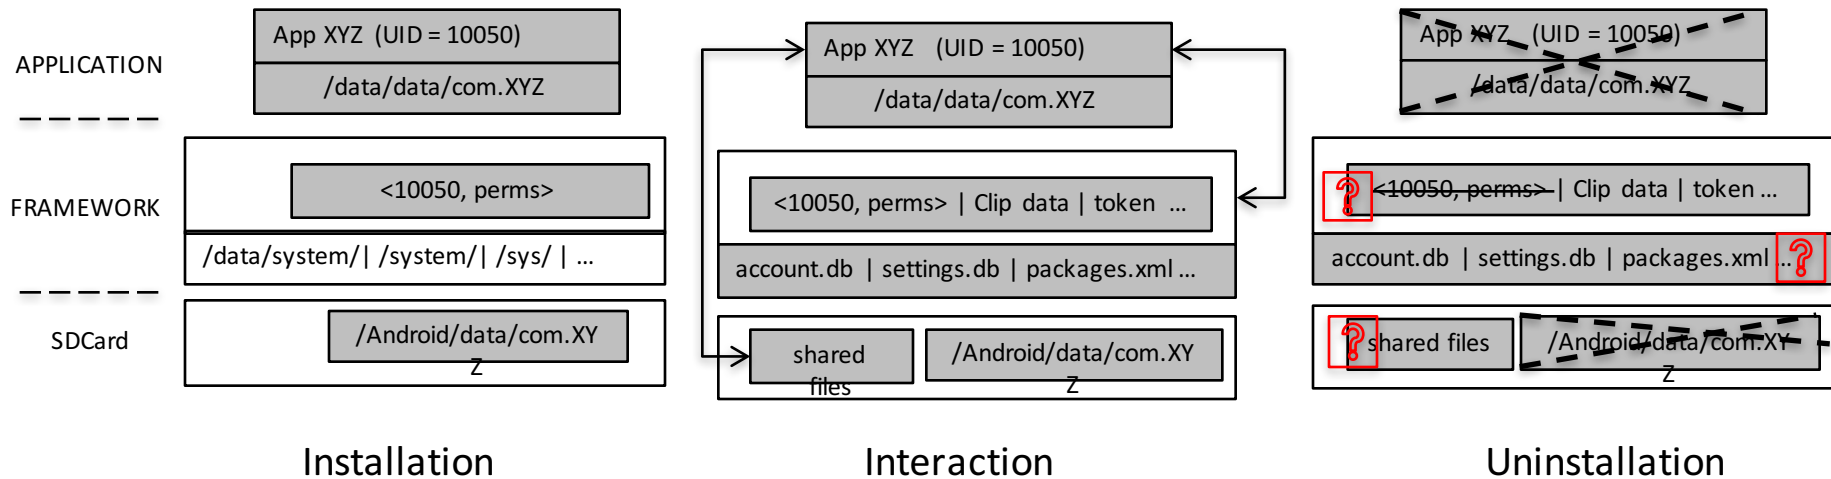 APPLICATION
FRAMEWORK
SDCard
App XYZ (UID = 10050)
/data/data/com.XYZ
<10050, perms>
/data/system/| /system/| /sys/ | ...
/Android/data/com.XY
Z
Installation
App XYZ (UID = 10050)
/data/data/com.XYZ
<10050, perms> | Clip data | token ...
account.db | settings.db | packages.xml ...
shared
files
/Android/data/com.XY
Z
Interaction
App XYZ (UID = 10050)
/data/data/com.XYZ
? <10050, perms> | Clip data | token ...
account.db | settings.db | packages.xml .. ?
? shared files
/Android/data/com.XY
Z
Uninstallation